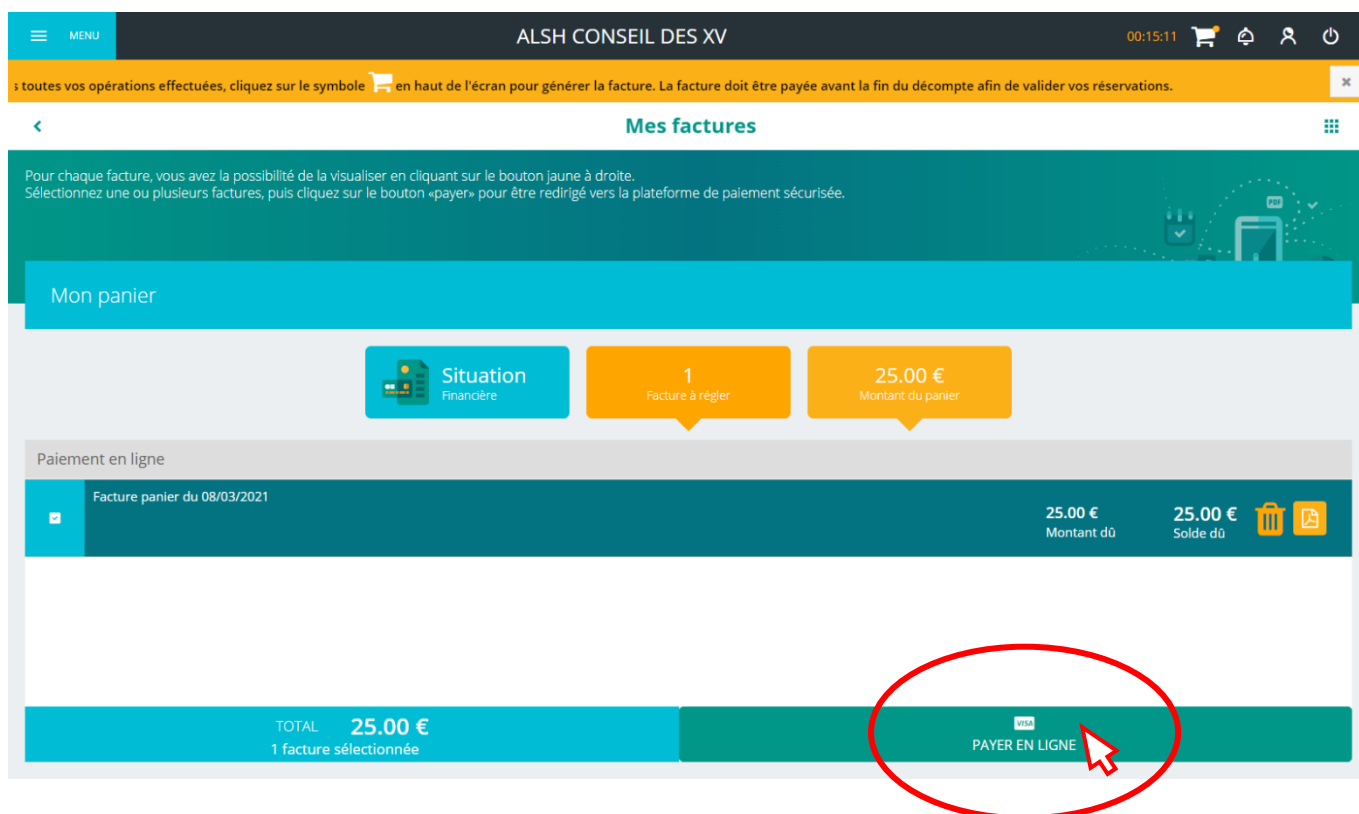 MENU
ALSH CONSEIL DES XV
00:15:11
s toutes vos opérations effectuées, cliquez sur le symbole en haut de l'écran pour générer la facture. La facture doit être payée avant la fin du décompte afin de valider vos réservations.
Mes factures
Pour chaque facture, vous avez la possibilité de la visualiser en cliquant sur le bouton jaune à droite.
Sélectionnez une ou plusieurs factures, puis cliquez sur le bouton «payer» pour être redirigé vers la plateforme de paiement sécurisée.
PDF
Mon panier
Situation
Financière
1
Facture à régler
25.00 €
Montant du panier
Paiement en ligne
Facture panier du 08/03/2021
25.00 €
Montant dû
25.00 €
Solde dû
TOTAL 25.00 €
1 facture sélectionnée
VISA
PAYER EN LIGNE